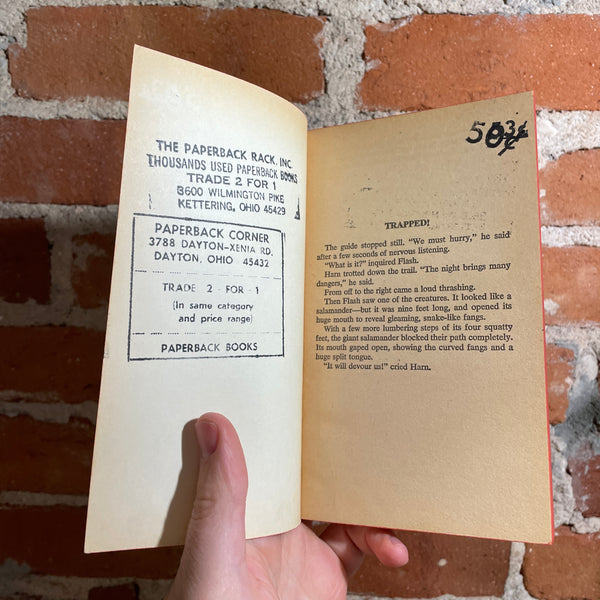 THE PAPERBACK RACK, INC.
THOUSANDS USED PAPERBACK BOOKS
TRADE 2 FOR 1
3600 WILMINGTON PIKE
KETTERING, OHIO 45429
PAPERBACK CORNER
3788 DAYTON-XENIA RD.
DAYTON, OHIO 45432
TRADE 2 - FOR - 1
(In same category
and price range)
PAPERBACK BOOKS
TRAPPED!
The guide stopped still. “We must hurry,” he said
after a few seconds of nervous listening.
“What is it?” inquired Flash.
Harn trotted down the trail. “The night brings many
dangers,” he said.
From off to the right came a loud thrashing.
Then Flash saw one of the creatures. It looked like a
salamander—but it was nine feet long, and opened its
huge mouth to reveal gleaming, snake-like fangs.
With a few more lumbering steps of its four squatty
feet, the giant salamander blocked their path completely.
Its mouth gaped open, showing the curved fangs and a
huge split tongue.
“It will devour us!” cried Harn.